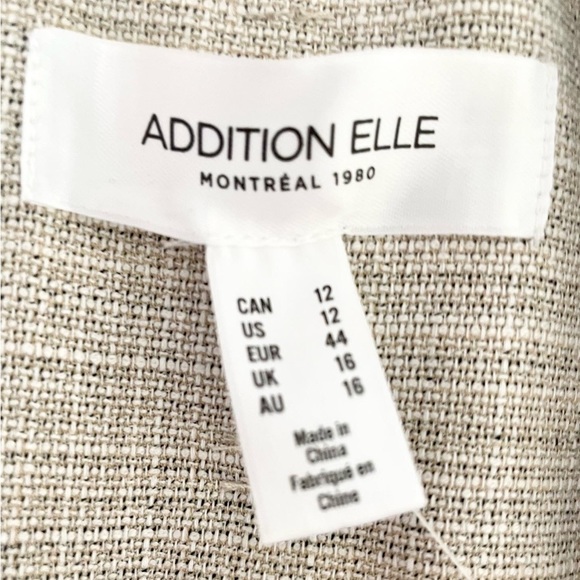 ADDITION ELLE
MONTRÉAL 1980
CAN 12
US 12
EUR 44
UK 16
AU 16
Made in
China
Fabriqué en
Chine